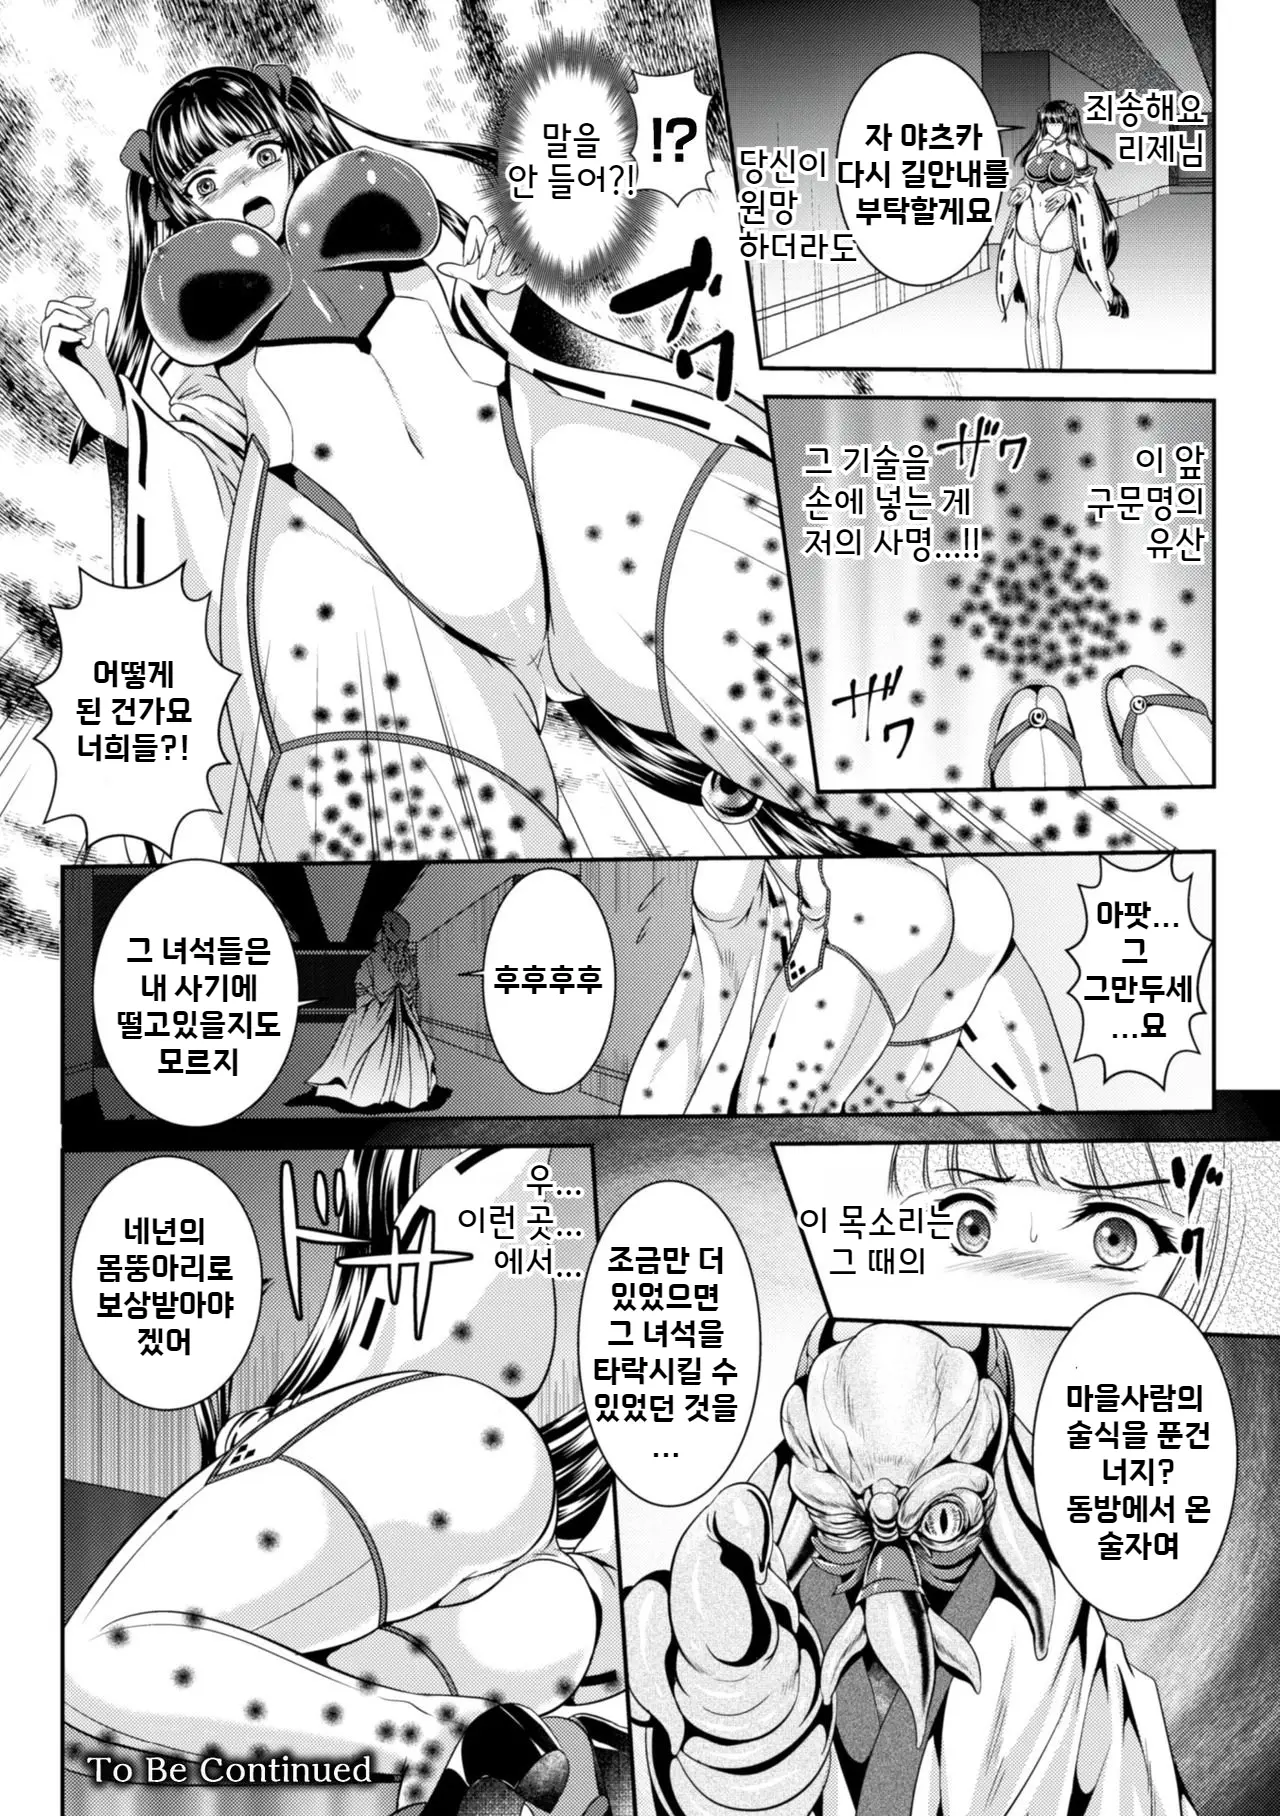 죄송해요
리제님
자 야츠카
다시 길안내를
부탁할게요
당신이
원망
하더라도
이 앞
구문명의
유산
ザワ
그 기술을
손에 넣는 게
저의 사명...!!
ザワ
!?
말을
안 들어?!
ブワ
어떻게
된 건가요
너희들?!
아팟...
그
그만두세
...요
후후후후
그 녀석들은
내 사기에
떨고있을지도
모르지
이 목소리는
그 때의
마을사람의
술식을 푼건
너지?
동방에서 온
술자여
조금만 더
있었으면
그 녀석을
타락시킬 수
있었던 것을
...
우...
이런 곳...
에서...
네년의
몸뚱아리로
보상받아야
겠어
To Be Continued